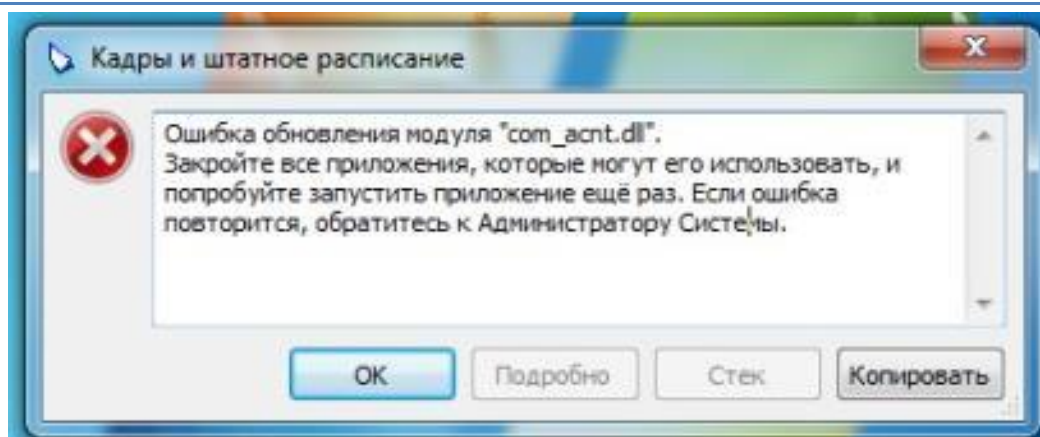 Кадры и штатное расписание
Ошибка обновления модуля "com_acnt.dll".
Закройте все приложения, которые могут его использовать, и
попробуйте запустить приложение ещё раз. Если ошибка
повторится, обратитесь к Администратору Системы.
ОК
Подробно
Стек
Копировать